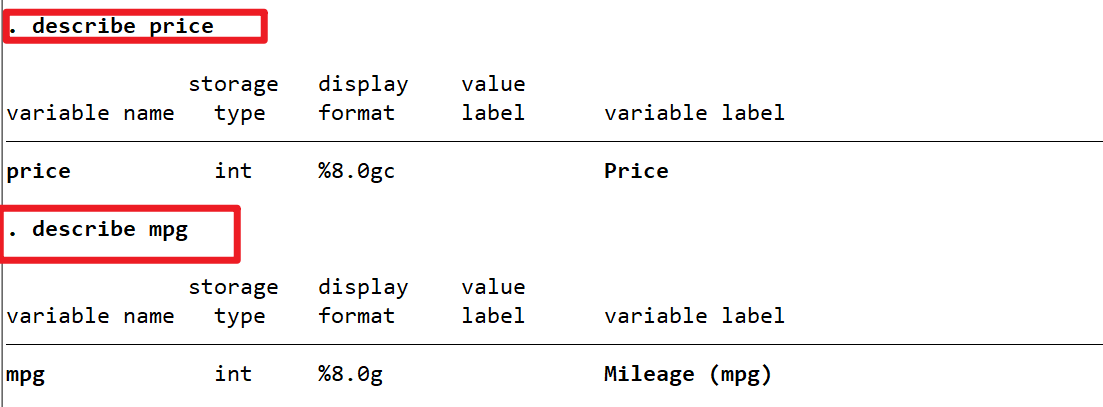 . describe price
storage display value
variable name type format label variable label
price int %8.0gc Price
. describe mpg
storage display value
variable name type format label variable label
mpg int %8.0g Mileage (mpg)